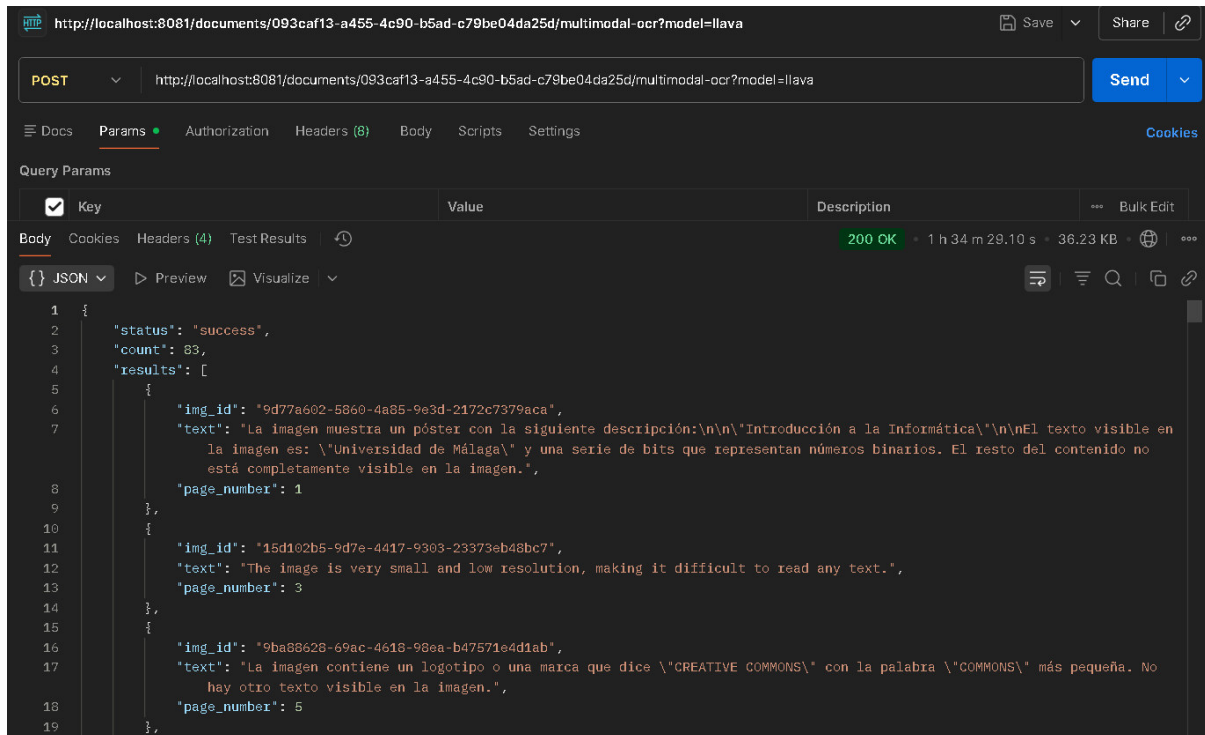 HTTP http://localhost:8081/documents/093caf13-a455-4c90-b5ad-c79be04da25d/multimodal-ocr?model=llava Save Share
POST http://localhost:8081/documents/093caf13-a455-4c90-b5ad-c79be04da25d/multimodal-ocr?model=llava Send
Docs Params Authorization Headers (8) Body Scripts Settings Cookies
Query Params
Key Value Description Bulk Edit
Body Cookies Headers (4) Test Results 200 OK 1 h 34 m 29.10 s 36.23 KB
{} JSON Preview Visualize
1 {
2 "status": "success",
3 "count": 83,
4 "results": [
5 {
6 "img_id": "9d77a602-5860-4a85-9e3d-2172c7379aca",
7 "text": "La imagen muestra un póster con la siguiente descripción:\n\n\"Introducción a la Informática\"\n\nEl texto visible en
la imagen es: \"Universidad de Málaga\" y una serie de bits que representan números binarios. El resto del contenido no
está completamente visible en la imagen.",
8 "page_number": 1
9 },
10 {
11 "img_id": "15d102b5-9d7e-4417-9303-23373eb48bc7",
12 "text": "The image is very small and low resolution, making it difficult to read any text.",
13 "page_number": 3
14 },
15 {
16 "img_id": "9ba88628-69ac-4618-98ea-b47571e4d1ab",
17 "text": "La imagen contiene un logotipo o una marca que dice \"CREATIVE COMMONS\" con la palabra \"COMMONS\" más pequeña. No
hay otro texto visible en la imagen.",
18 "page_number": 5
19 },